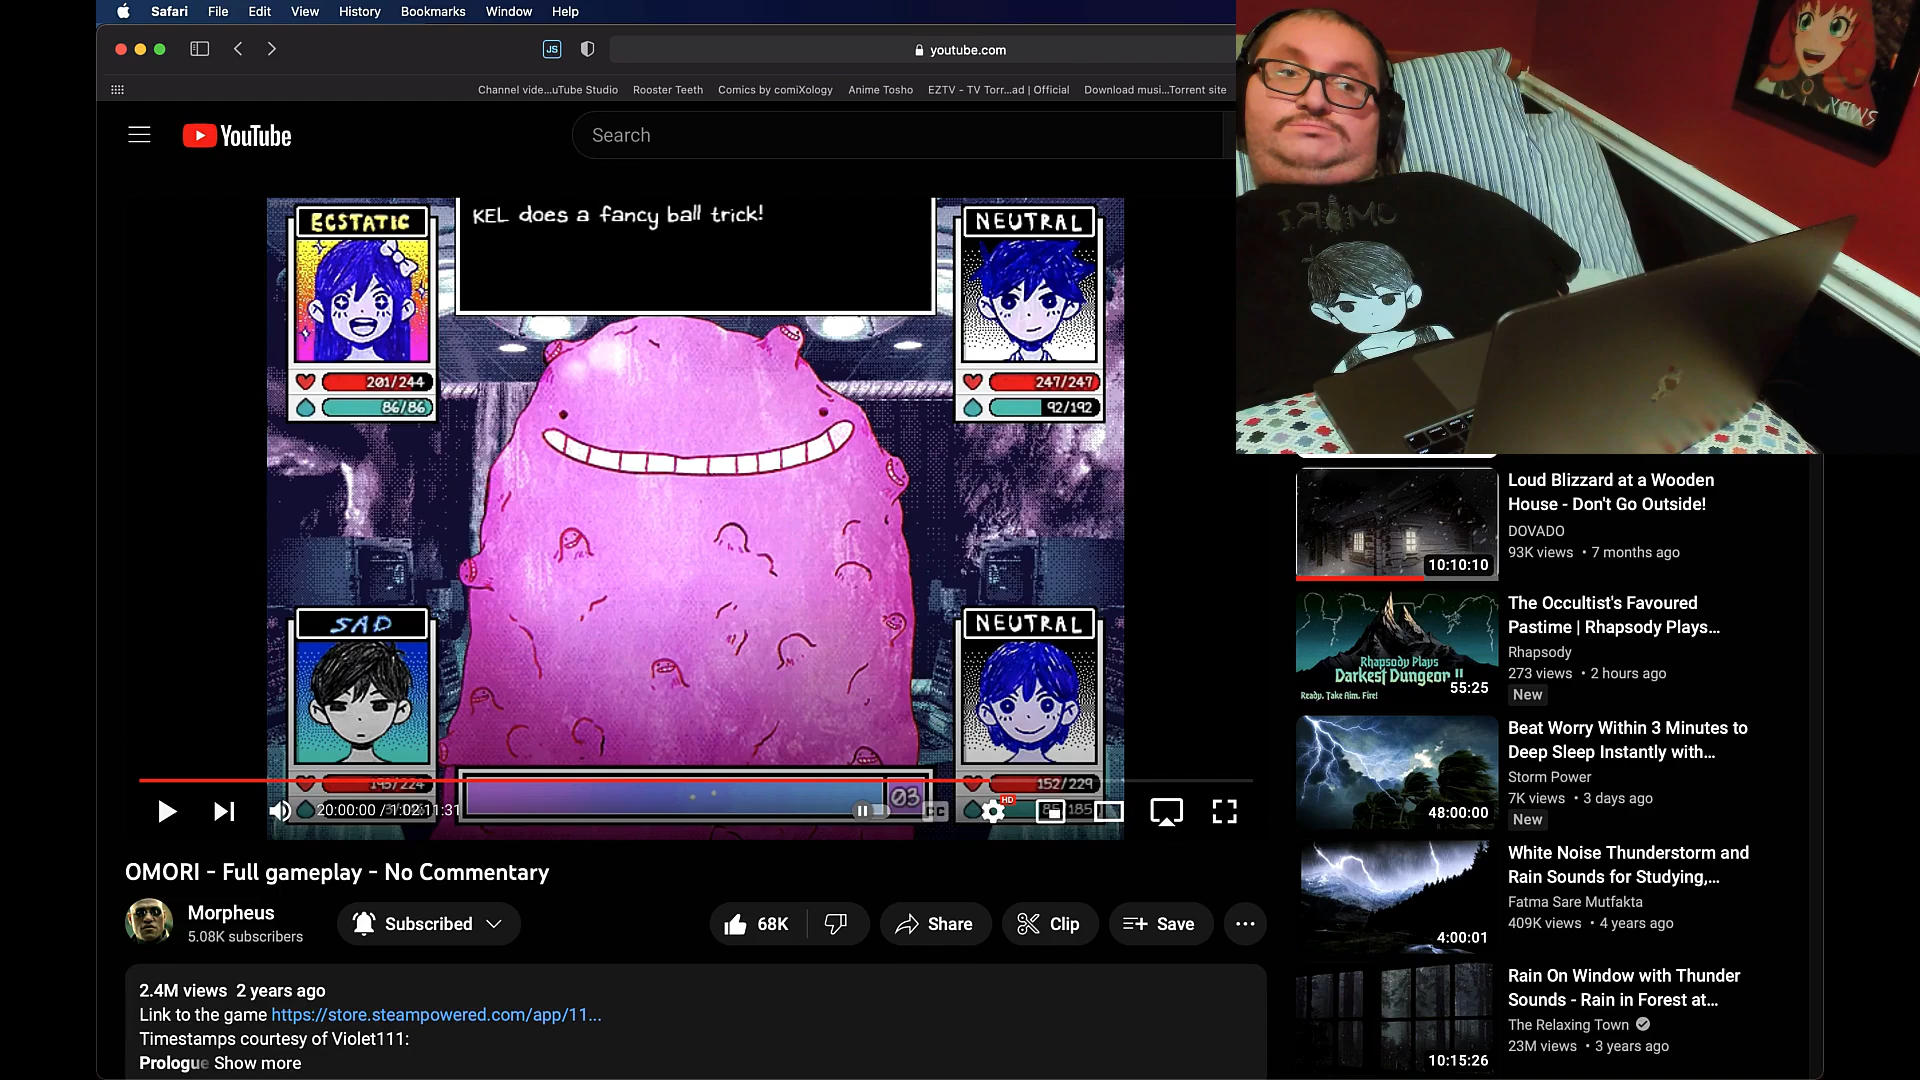 Safari File Edit View History Bookmarks Window Help
JS youtube.com
Channel vide...uTube Studio Rooster Teeth Comics by comiXology Anime Tosho EZTV - TV Torr...ad | Official Download musi...Torrent site
YouTube
Search
KEL does a fancy ball trick!
ECSTATIC
201/244
86/86
NEUTRAL
247/247
92/192
SAD
195/224
NEUTRAL
152/229
85/185
03
20:00:00 / 1:02:11:31
CC
HD
OMORI - Full gameplay - No Commentary
Morpheus
5.08K subscribers
Subscribed
68K
Share
Clip
Save
2.4M views 2 years ago
Link to the game https://store.steampowered.com/app/11...
Timestamps courtesy of Violet111:
Prologue Show more
OMORI
RWBY
10:10:10
Loud Blizzard at a Wooden
House - Don't Go Outside!
DOVADO
93K views • 7 months ago
Rhapsody Plays
Darkest Dungeon II
Ready. Take Aim. Fire!
55:25
The Occultist's Favoured
Pastime | Rhapsody Plays...
Rhapsody
273 views • 2 hours ago
New
48:00:00
Beat Worry Within 3 Minutes to
Deep Sleep Instantly with...
Storm Power
7K views • 3 days ago
New
4:00:01
White Noise Thunderstorm and
Rain Sounds for Studying,...
Fatma Sare Mutfakta
409K views • 4 years ago
10:15:26
Rain On Window with Thunder
Sounds - Rain in Forest at...
The Relaxing Town
23M views • 3 years ago